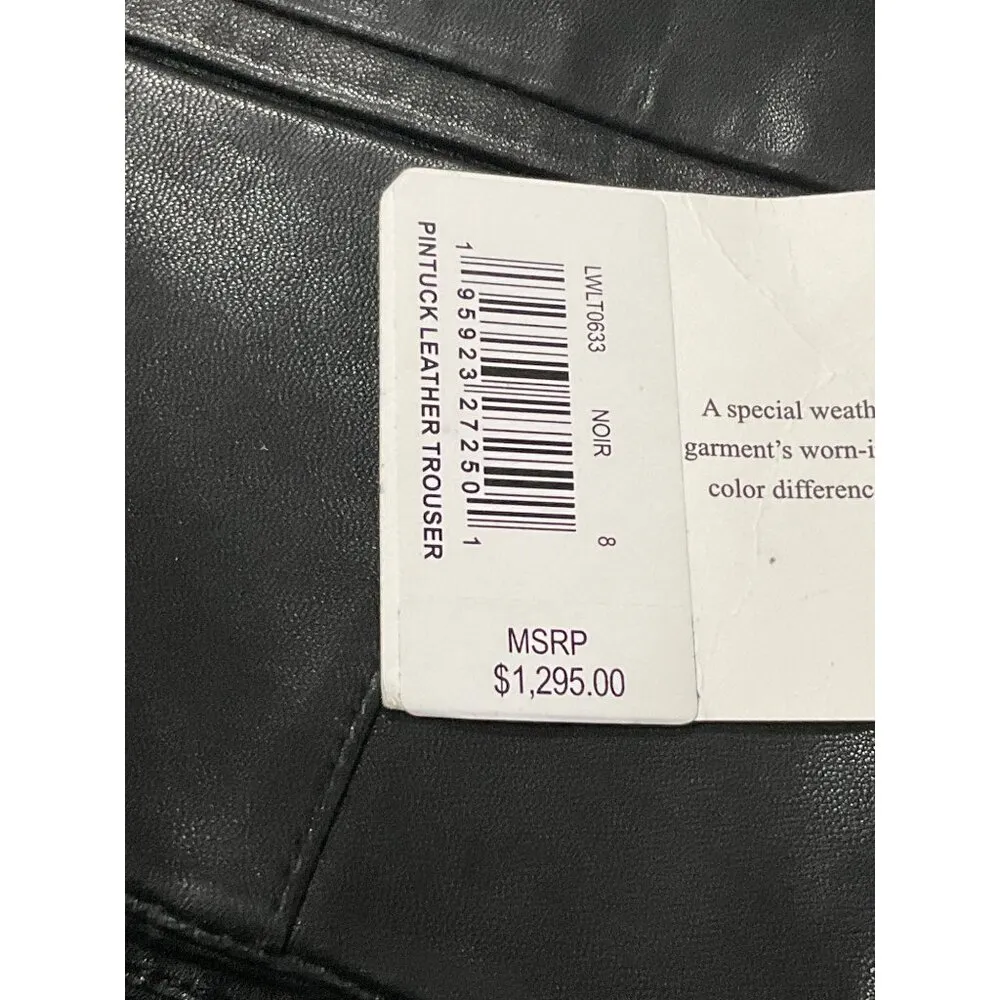 PINTUCK LEATHER TROUSER
1 95923 27250 1
LWLT0633 NOIR 8
MSRP
$1,295.00
A special weath
garment's worn-i
color differenc